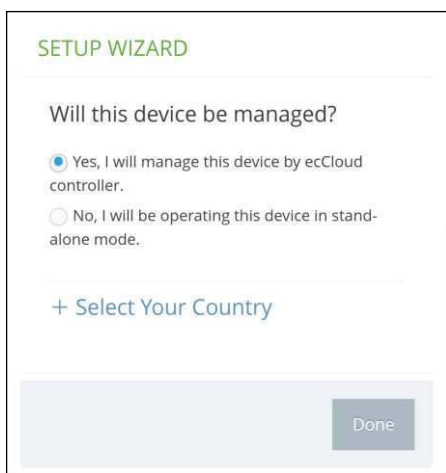 SETUP WIZARD
Will this device be managed?
Yes, I will manage this device by ecCloud
controller.
No, I will be operating this device in stand-
alone mode.
+ Select Your Country
Done